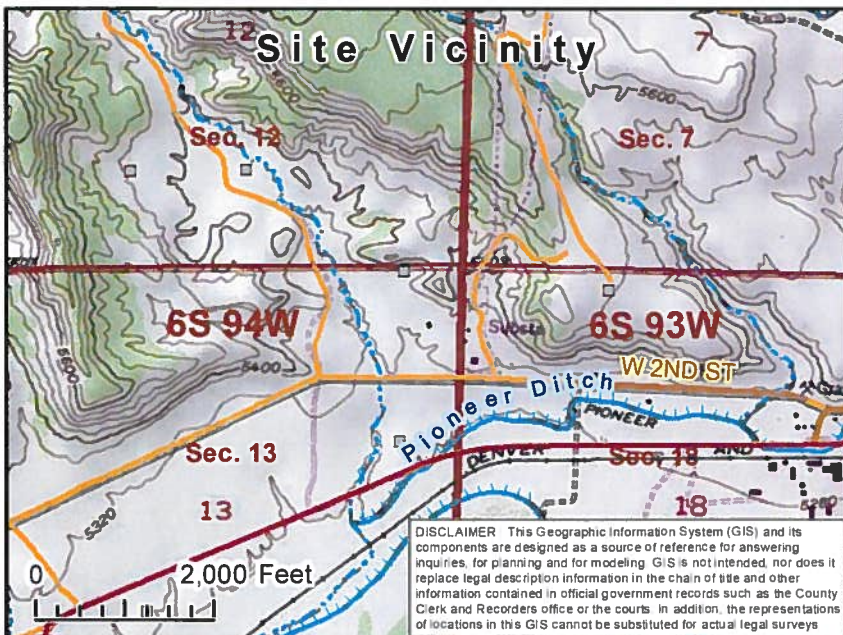 12
7
Site Vicinity
5600
5600
Sec. 12
Sec. 7
6S 94W
6S 93W
Substa
5600
5400
W 2ND ST
Pioneer Ditch
PIONEER
Sec. 13
DENVER
AND
Sec. 18
13
18
5320
5280
0 2,000 Feet
DISCLAIMER This Geographic Information System (GIS) and its
components are designed as a source of reference for answering
inquiries, for planning and for modeling. GIS is not intended, nor does it
replace legal description information in the chain of title and other
information contained in official government records such as the County
Clerk and Recorders office or the courts. In addition, the representations
of locations in this GIS cannot be substituted for actual legal surveys